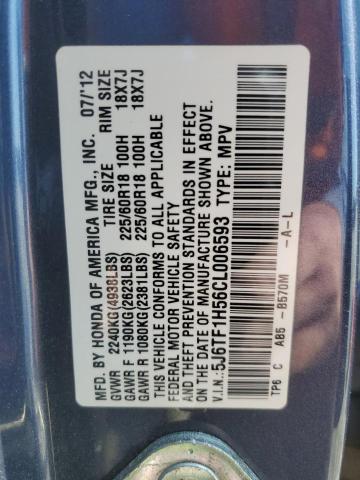 MFD. BY HONDA OF AMERICA MFG., INC. 07/'12
TIRE SIZE RIM SIZE
GVWR 2240KG(4938LBS)
GAWR F 1190KG(2623LBS) 225/60R18 100H 18X7J
GAWR R 1080KG(2381LBS) 225/60R18 100H 18X7J
THIS VEHICLE CONFORMS TO ALL APPLICABLE
FEDERAL MOTOR VEHICLE SAFETY
AND THEFT PREVENTION STANDARDS IN EFFECT
ON THE DATE OF MANUFACTURE SHOWN ABOVE.
V.I.N.: 5J6TF1H56CL006593 TYPE: MPV
TP6 C A85 -B570M -A-L